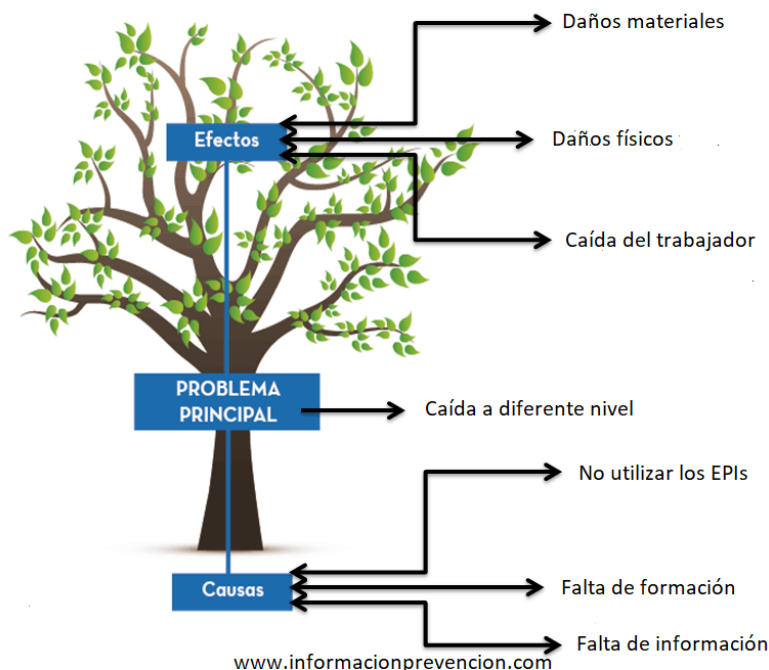 Daños materiales
Efectos
Daños físicos
Caída del trabajador
PROBLEMA
PRINCIPAL
Caída a diferente nivel
No utilizar los EPIs
Causas
Falta de formación
Falta de información
www.informacionprevencion.com